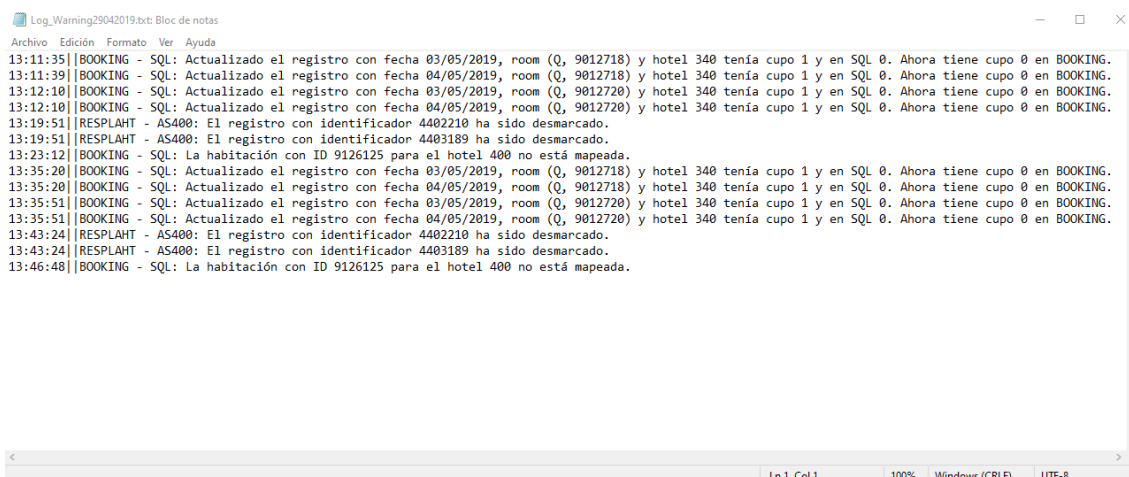 Log_Warning29042019.txt: Bloc de notas
Archivo Edición Formato Ver Ayuda
13:11:35||BOOKING - SQL: Actualizado el registro con fecha 03/05/2019, room (Q, 9012718) y hotel 340 tenía cupo 1 y en SQL 0. Ahora tiene cupo 0 en BOOKING.
13:11:39||BOOKING - SQL: Actualizado el registro con fecha 04/05/2019, room (Q, 9012718) y hotel 340 tenía cupo 1 y en SQL 0. Ahora tiene cupo 0 en BOOKING.
13:12:10||BOOKING - SQL: Actualizado el registro con fecha 03/05/2019, room (Q, 9012720) y hotel 340 tenía cupo 1 y en SQL 0. Ahora tiene cupo 0 en BOOKING.
13:12:10||BOOKING - SQL: Actualizado el registro con fecha 04/05/2019, room (Q, 9012720) y hotel 340 tenía cupo 1 y en SQL 0. Ahora tiene cupo 0 en BOOKING.
13:19:51||RESPLAHT - AS400: El registro con identificador 4402210 ha sido desmarcado.
13:19:51||RESPLAHT - AS400: El registro con identificador 4403189 ha sido desmarcado.
13:23:12||BOOKING - SQL: La habitación con ID 9126125 para el hotel 400 no está mapeada.
13:35:20||BOOKING - SQL: Actualizado el registro con fecha 03/05/2019, room (Q, 9012718) y hotel 340 tenía cupo 1 y en SQL 0. Ahora tiene cupo 0 en BOOKING.
13:35:20||BOOKING - SQL: Actualizado el registro con fecha 04/05/2019, room (Q, 9012718) y hotel 340 tenía cupo 1 y en SQL 0. Ahora tiene cupo 0 en BOOKING.
13:35:51||BOOKING - SQL: Actualizado el registro con fecha 03/05/2019, room (Q, 9012720) y hotel 340 tenía cupo 1 y en SQL 0. Ahora tiene cupo 0 en BOOKING.
13:35:51||BOOKING - SQL: Actualizado el registro con fecha 04/05/2019, room (Q, 9012720) y hotel 340 tenía cupo 1 y en SQL 0. Ahora tiene cupo 0 en BOOKING.
13:43:24||RESPLAHT - AS400: El registro con identificador 4402210 ha sido desmarcado.
13:43:24||RESPLAHT - AS400: El registro con identificador 4403189 ha sido desmarcado.
13:46:48||BOOKING - SQL: La habitación con ID 9126125 para el hotel 400 no está mapeada.
Ln 1, Col 1 100% Windows (CRLF) UTF-8